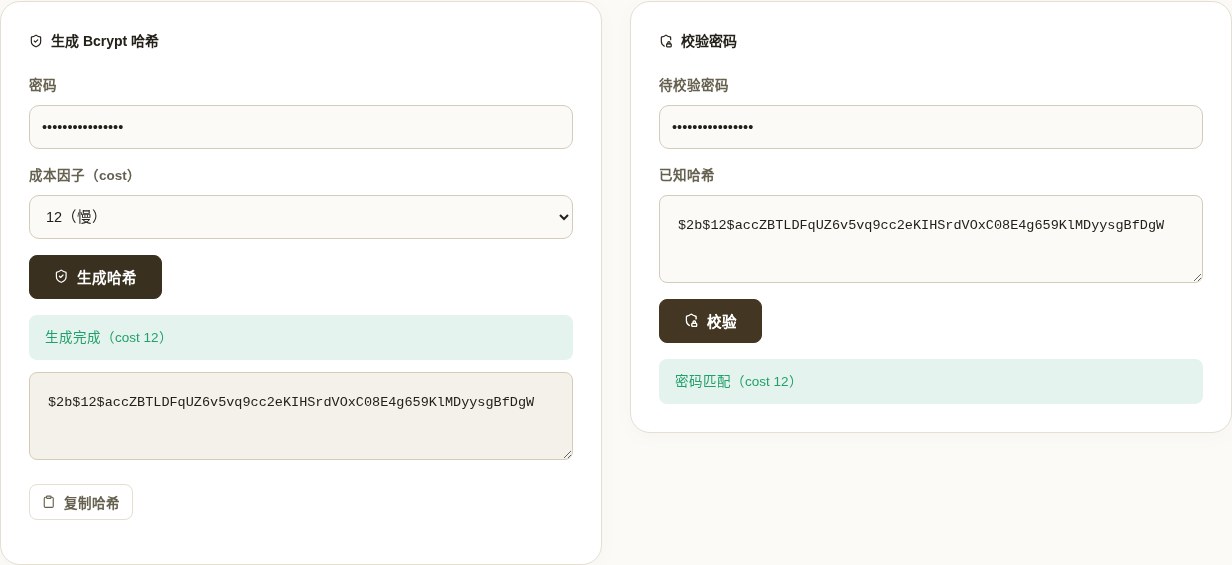 生成 Bcrypt 哈希
密码
••••••••••••••••
成本因子（cost）
12（慢）
生成哈希
生成完成（cost 12）
$2b$12$accZBTLDFqUZ6v5vq9cc2eKIHSrdVOxC08E4g659KlMDyysgBfDgW
复制哈希
校验密码
待校验密码
••••••••••••••••
已知哈希
$2b$12$accZBTLDFqUZ6v5vq9cc2eKIHSrdVOxC08E4g659KlMDyysgBfDgW
校验
密码匹配（cost 12）